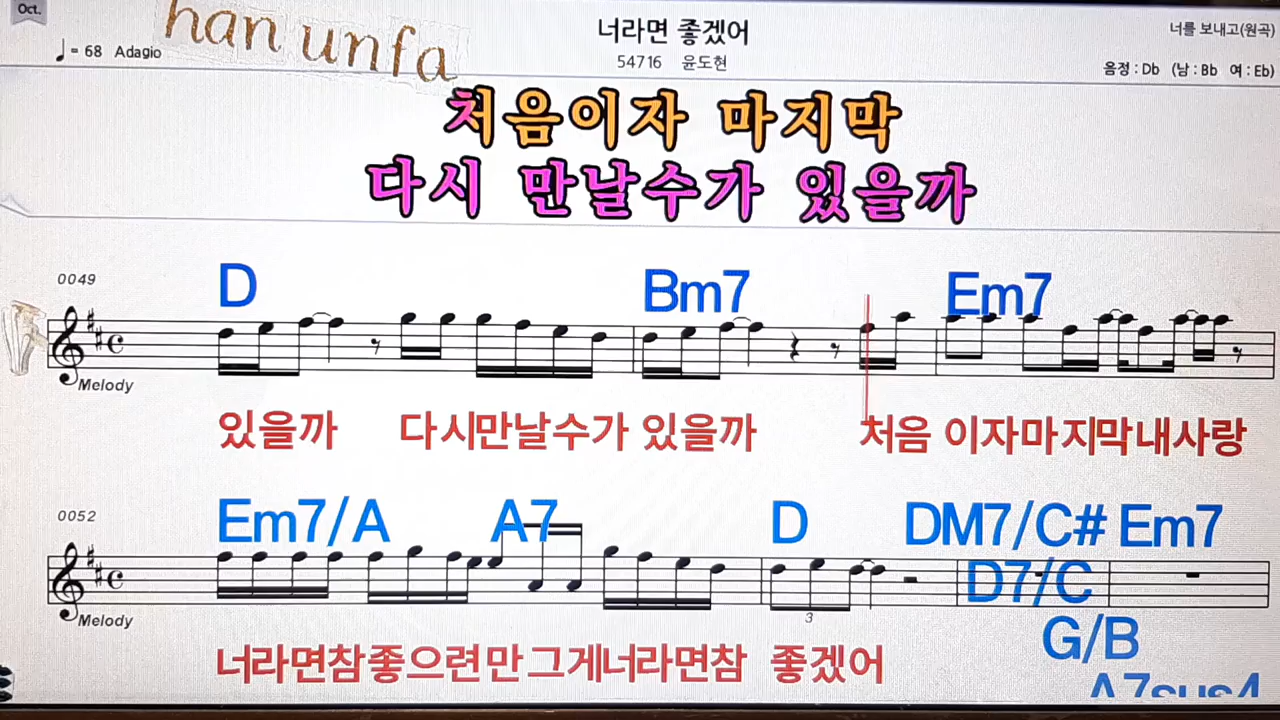 Oct.
♩= 68 Adagio
han unfa
너라면 좋겠어
54716 윤도현
너를 보내고(원곡)
음정 : Db (남 : Bb 여 : Eb)
처음이자 마지막
다시 만날수가 있을까
0049
D Bm7 Em7
Melody
있을까 다시만날수가 있을까 처음 이자마지막내사랑
0052
Em7/A A7 D DM7/C# Em7
D7/C
Melody
3
G/B
너라면참좋으련만그게너라면참 좋겠어
A7sus4